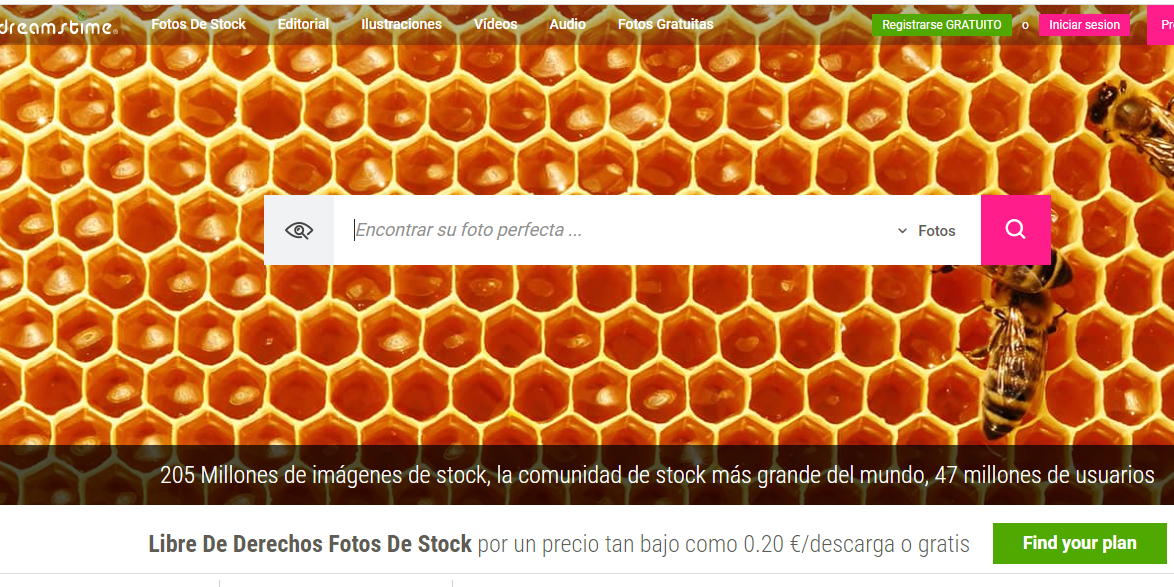 dreamstime
Fotos De Stock
Editorial
Ilustraciones
Vídeos
Audio
Fotos Gratuitas
Registrarse GRATUITO
o
Iniciar sesion
Encontrar su foto perfecta ...
Fotos
205 Millones de imágenes de stock, la comunidad de stock más grande del mundo, 47 millones de usuarios
Libre De Derechos Fotos De Stock por un precio tan bajo como 0.20 €/descarga o gratis
Find your plan